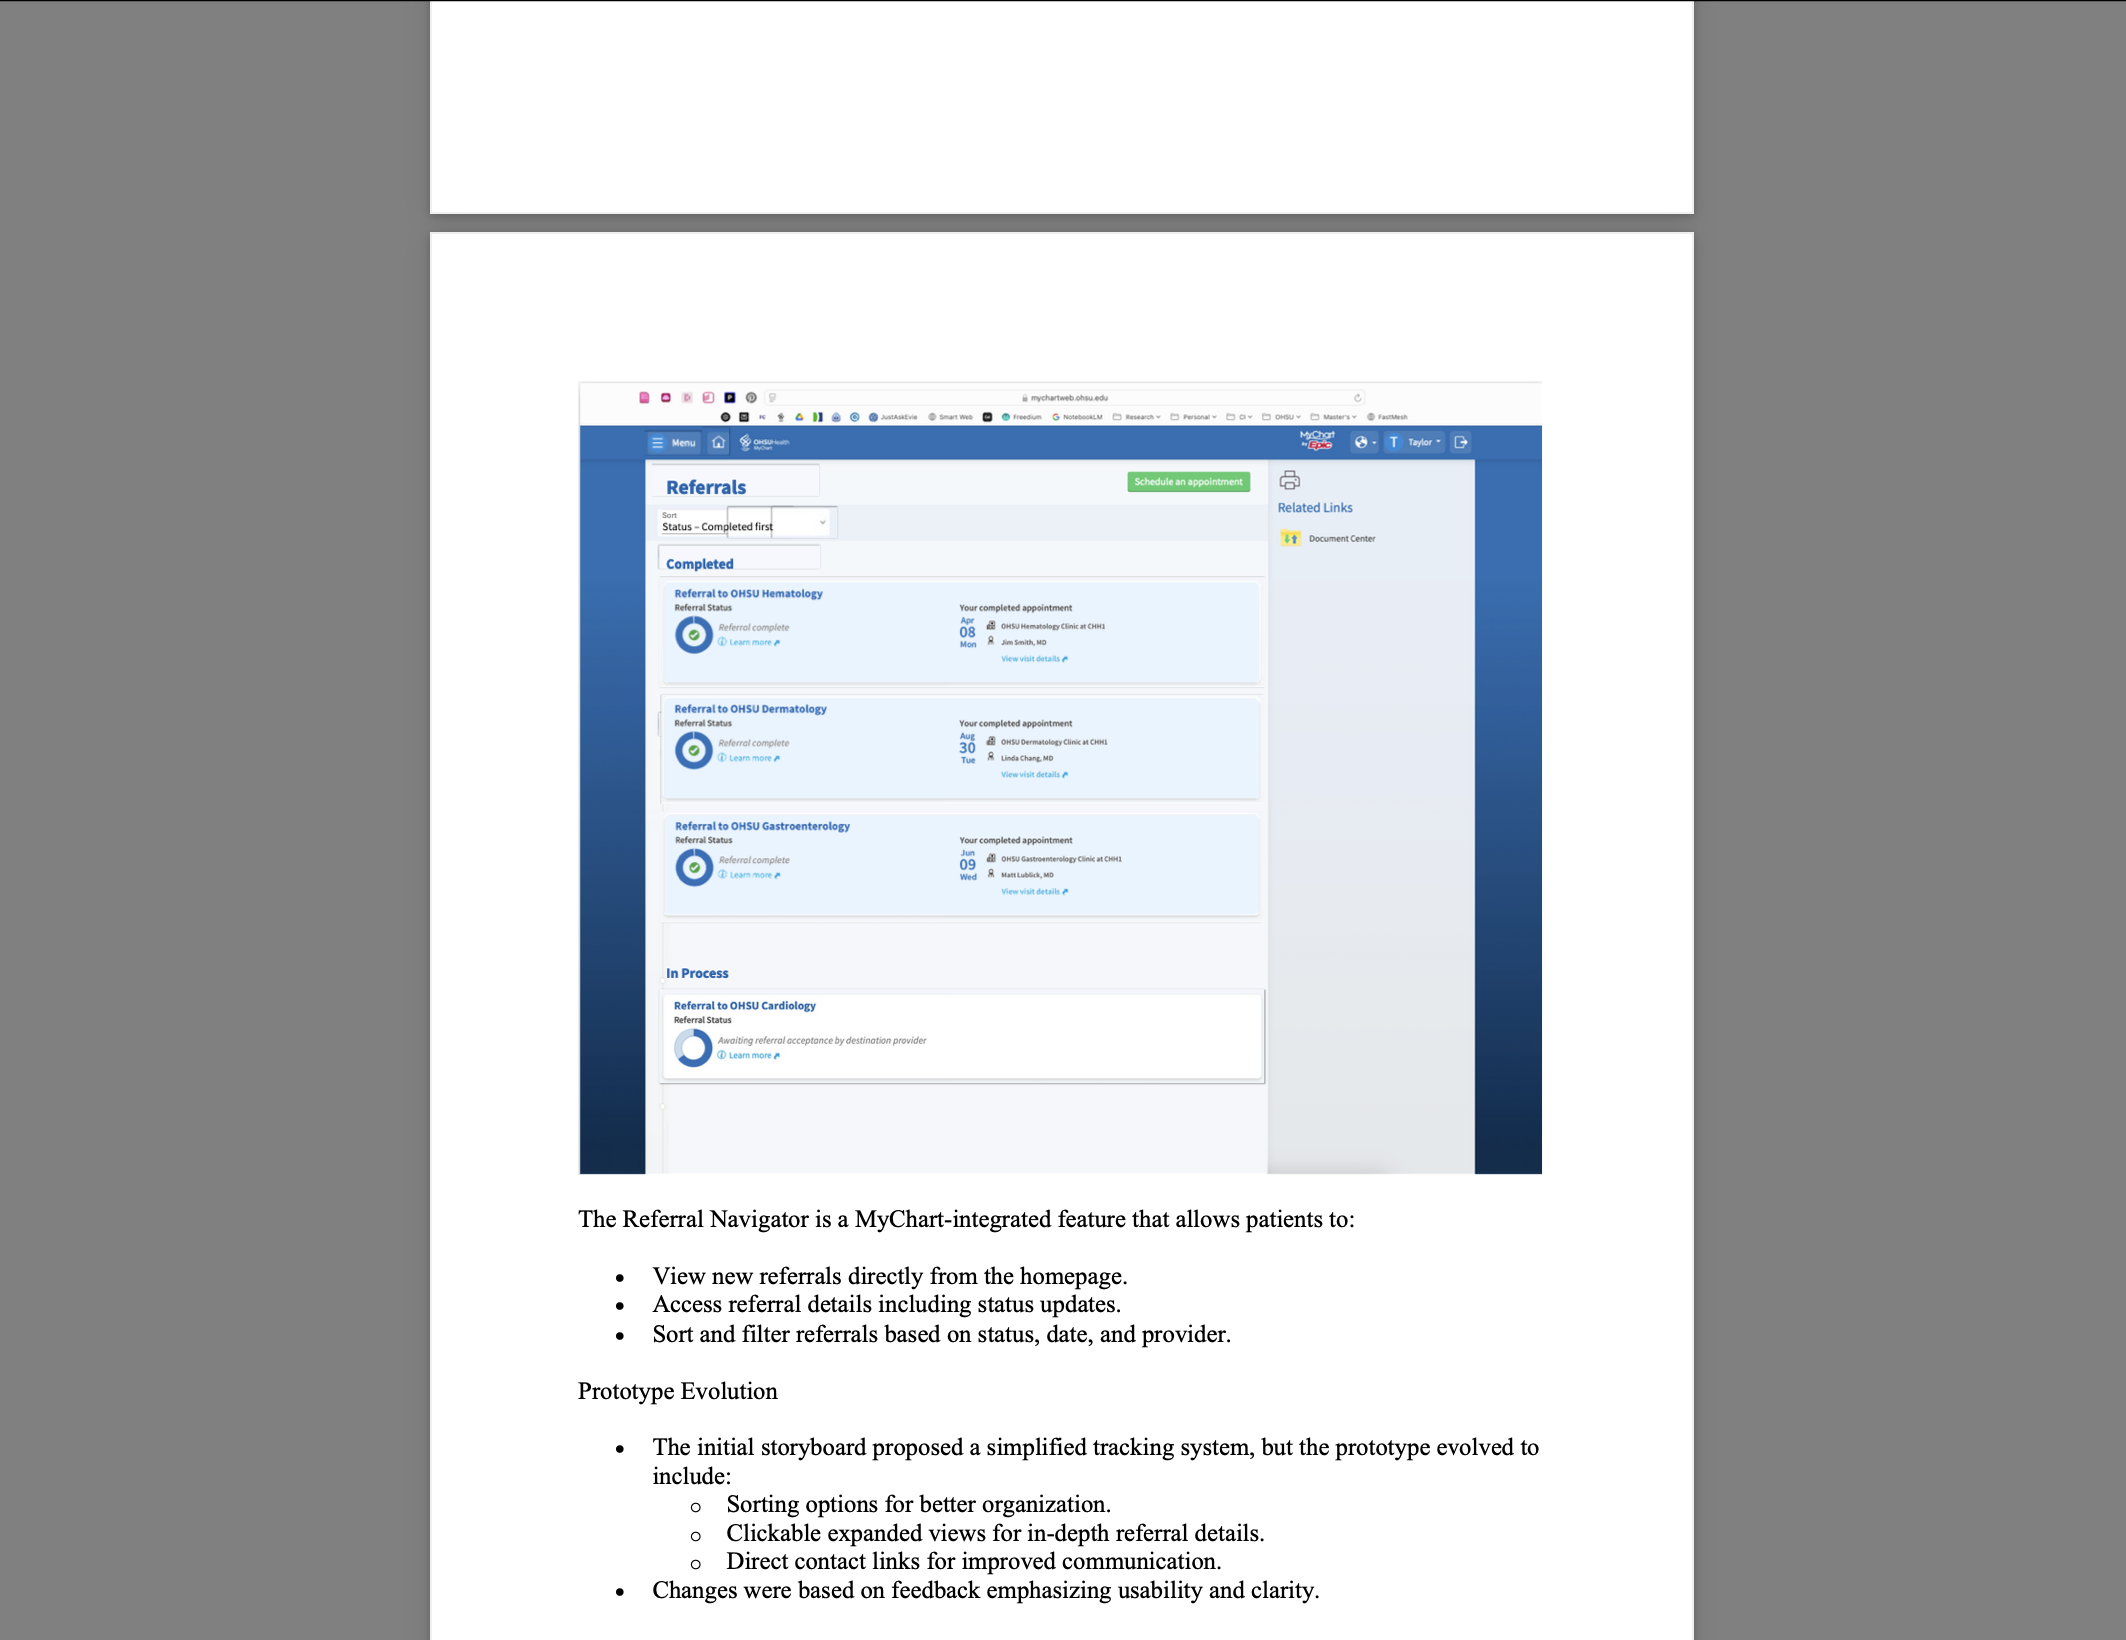 mychartweb.ohsu.edu
JustAskEvie Smart Web Freedium NotebookLM Research Personal CI OHSU Master's FastMesh
Menu OHSU Health MyChart MyChart by Epic T Taylor
Referrals
Schedule an appointment
Sort
Status – Completed first
Related Links
Document Center
Completed
Referral to OHSU Hematology
Referral Status
Referral complete
Learn more
Your completed appointment
Apr
08
Mon
OHSU Hematology Clinic at CHH1
Jim Smith, MD
View visit details
Referral to OHSU Dermatology
Referral Status
Referral complete
Learn more
Your completed appointment
Aug
30
Tue
OHSU Dermatology Clinic at CHH1
Linda Chang, MD
View visit details
Referral to OHSU Gastroenterology
Referral Status
Referral complete
Learn more
Your completed appointment
Jun
09
Wed
OHSU Gastroenterology Clinic at CHH1
Matt Lublick, MD
View visit details
In Process
Referral to OHSU Cardiology
Referral Status
Awaiting referral acceptance by destination provider
Learn more
The Referral Navigator is a MyChart-integrated feature that allows patients to:
• View new referrals directly from the homepage.
• Access referral details including status updates.
• Sort and filter referrals based on status, date, and provider.
Prototype Evolution
• The initial storyboard proposed a simplified tracking system, but the prototype evolved to
include:
o Sorting options for better organization.
o Clickable expanded views for in-depth referral details.
o Direct contact links for improved communication.
• Changes were based on feedback emphasizing usability and clarity.